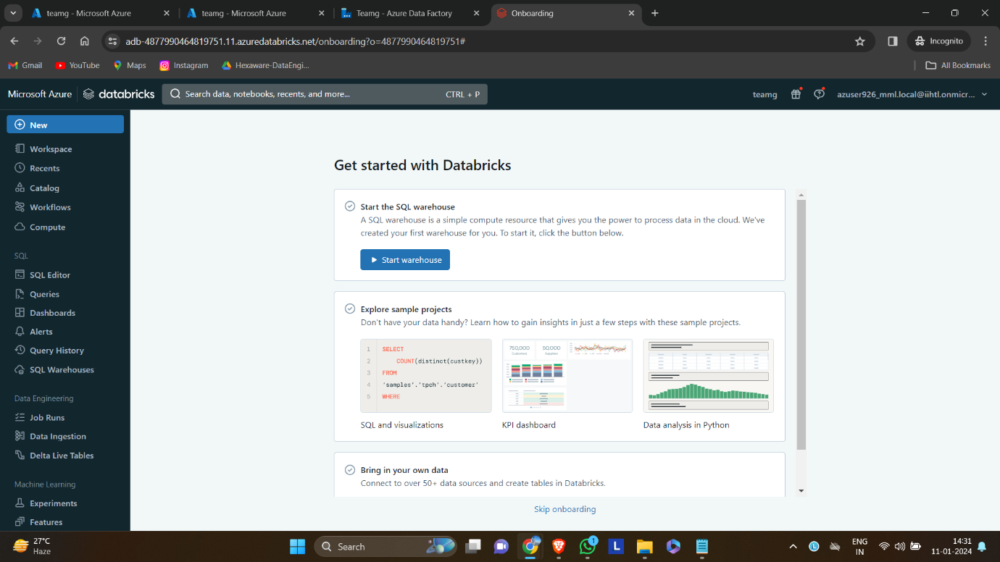 teamg - Microsoft Azure
teamg - Microsoft Azure
Teamg - Azure Data Factory
Onboarding
adb-4877990464819751.11.azuredatabricks.net/onboarding?o=4877990464819751#
Incognito
Gmail
YouTube
Maps
Instagram
Hexaware-DataEngi...
All Bookmarks
Microsoft Azure
databricks
Search data, notebooks, recents, and more...
CTRL + P
teamg
azuser926_mml.local@iihtl.onmicr...
New
Workspace
Recents
Catalog
Workflows
Compute
SQL
SQL Editor
Queries
Dashboards
Alerts
Query History
SQL Warehouses
Data Engineering
Job Runs
Data Ingestion
Delta Live Tables
Machine Learning
Experiments
Features
Get started with Databricks
Start the SQL warehouse
A SQL warehouse is a simple compute resource that gives you the power to process data in the cloud. We've
created your first warehouse for you. To start it, click the button below.
Start warehouse
Explore sample projects
Don't have your data handy? Learn how to gain insights in just a few steps with these sample projects.
1 SELECT
2 COUNT(distinct(custkey))
3 FROM
4 'samples'.'tpch'.'customer'
5 WHERE
750,000
Customers
50,000
Suppliers
SQL and visualizations
KPI dashboard
Data analysis in Python
Bring in your own data
Connect to over 50+ data sources and create tables in Databricks.
Skip onboarding
27°C
Haze
Search
1
L
L
ENG
IN
14:31
11-01-2024